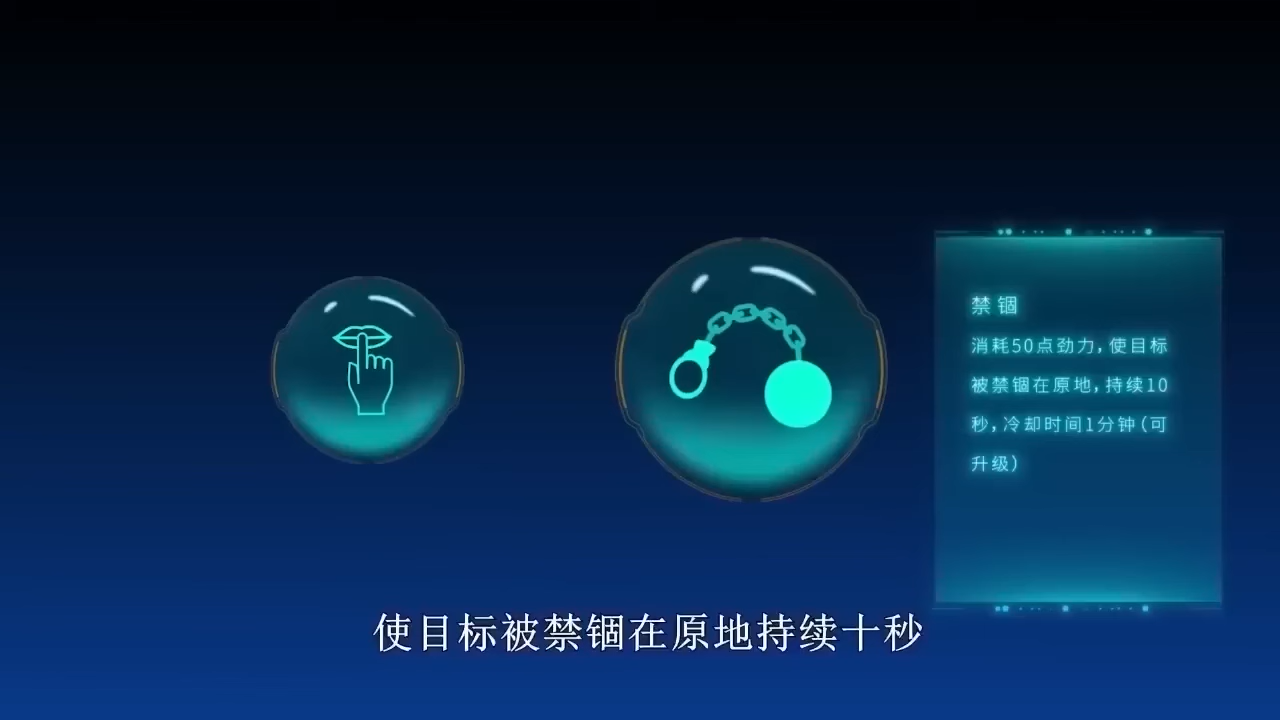 禁锢
消耗50点劲力,使目标
被禁锢在原地,持续10
秒,冷却时间1分钟(可
升级)
使目标被禁锢在原地持续十秒